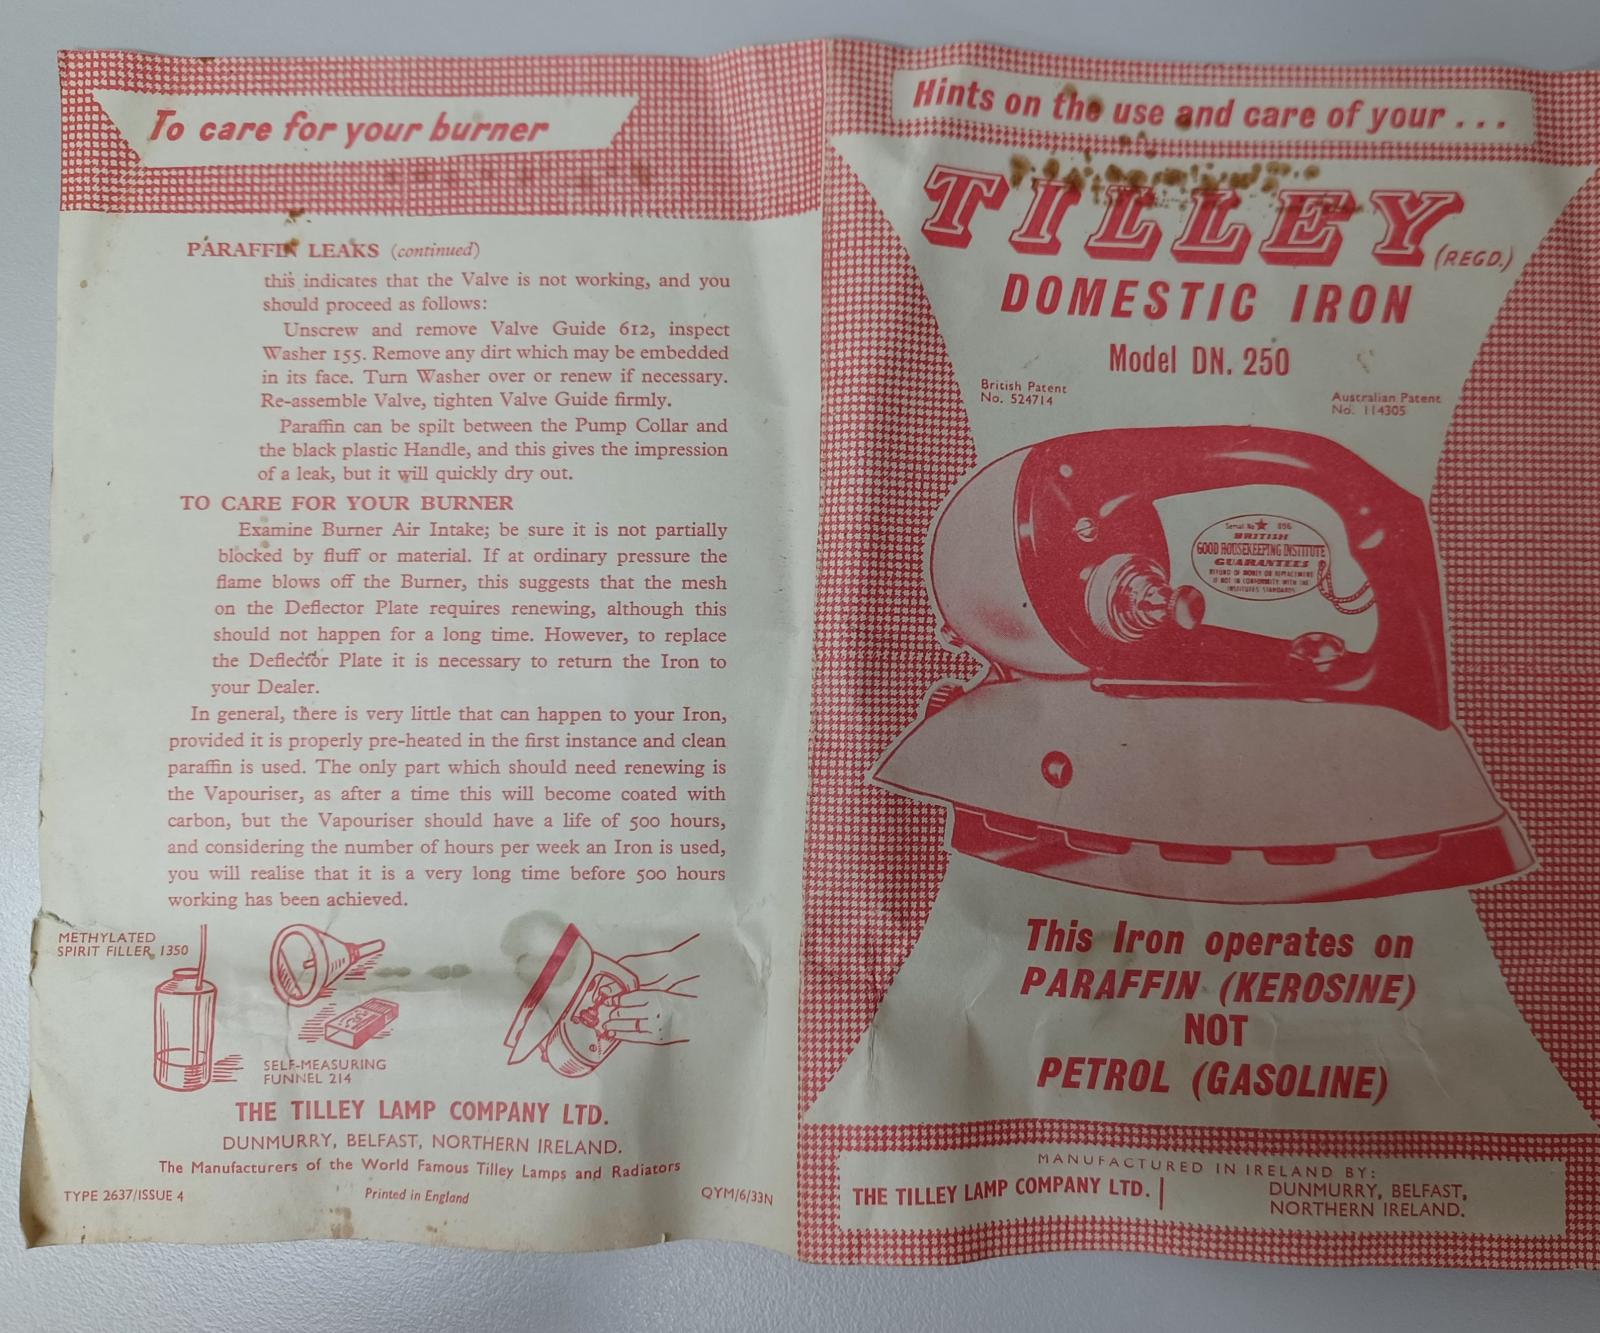 To care for your burner
PARAFFIN LEAKS (continued)
this indicates that the Valve is not working, and you
should proceed as follows:
Unscrew and remove Valve Guide 612, inspect
Washer 155. Remove any dirt which may be embedded
in its face. Turn Washer over or renew if necessary.
Re-assemble Valve, tighten Valve Guide firmly.
Paraffin can be spilt between the Pump Collar and
the black plastic Handle, and this gives the impression
of a leak, but it will quickly dry out.
TO CARE FOR YOUR BURNER
Examine Burner Air Intake; be sure it is not partially
blocked by fluff or material. If at ordinary pressure the
flame blows off the Burner, this suggests that the mesh
on the Deflector Plate requires renewing, although this
should not happen for a long time. However, to replace
the Deflector Plate it is necessary to return the Iron to
your Dealer.
In general, there is very little that can happen to your Iron,
provided it is properly pre-heated in the first instance and clean
paraffin is used. The only part which should need renewing is
the Vapouriser, as after a time this will become coated with
carbon, but the Vapouriser should have a life of 500 hours,
and considering the number of hours per week an Iron is used,
you will realise that it is a very long time before 500 hours
working has been achieved.
METHYLATED
SPIRIT FILLER, 1350
SELF-MEASURING
FUNNEL 214
THE TILLEY LAMP COMPANY LTD.
DUNMURRY, BELFAST, NORTHERN IRELAND.
The Manufacturers of the World Famous Tilley Lamps and Radiators
TYPE 2637/ISSUE 4
Printed in England
QYM/6/33N
Hints on the use and care of your ...
TILLEY (REGD.)
DOMESTIC IRON
Model DN. 250
British Patent
No. 524714
Australian Patent
No. 114305
Serial No ★ 896
BRITISH
GOOD HOUSEKEEPING INSTITUTE
GUARANTEES
REFUND OF MONEY OR REPLACEMENT
IF NOT IN CONFORMITY WITH THE
INSTITUTES STANDARDS
This Iron operates on
PARAFFIN (KEROSINE)
NOT
PETROL (GASOLINE)
MANUFACTURED IN IRELAND BY:
THE TILLEY LAMP COMPANY LTD.
DUNMURRY, BELFAST,
NORTHERN IRELAND.